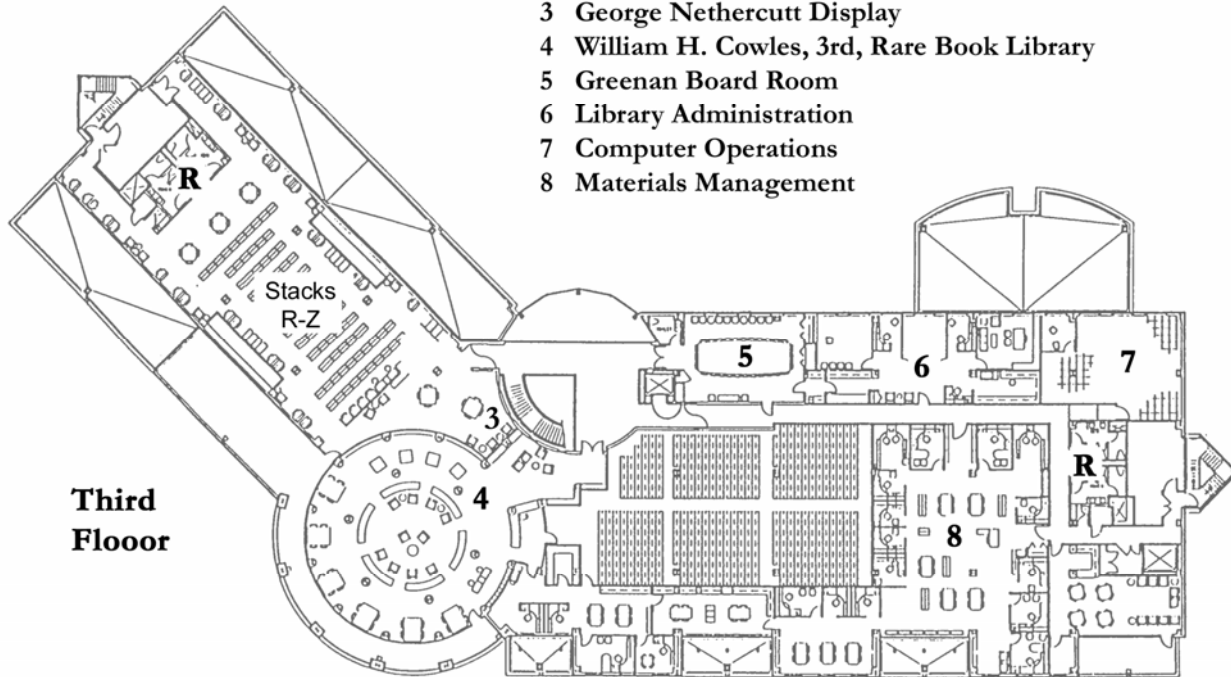 3 George Nethercutt Display
4 William H. Cowles, 3rd, Rare Book Library
5 Greenan Board Room
6 Library Administration
7 Computer Operations
8 Materials Management
R
Stacks
R-Z
5
6
7
3
4
R
8
Third
Flooor